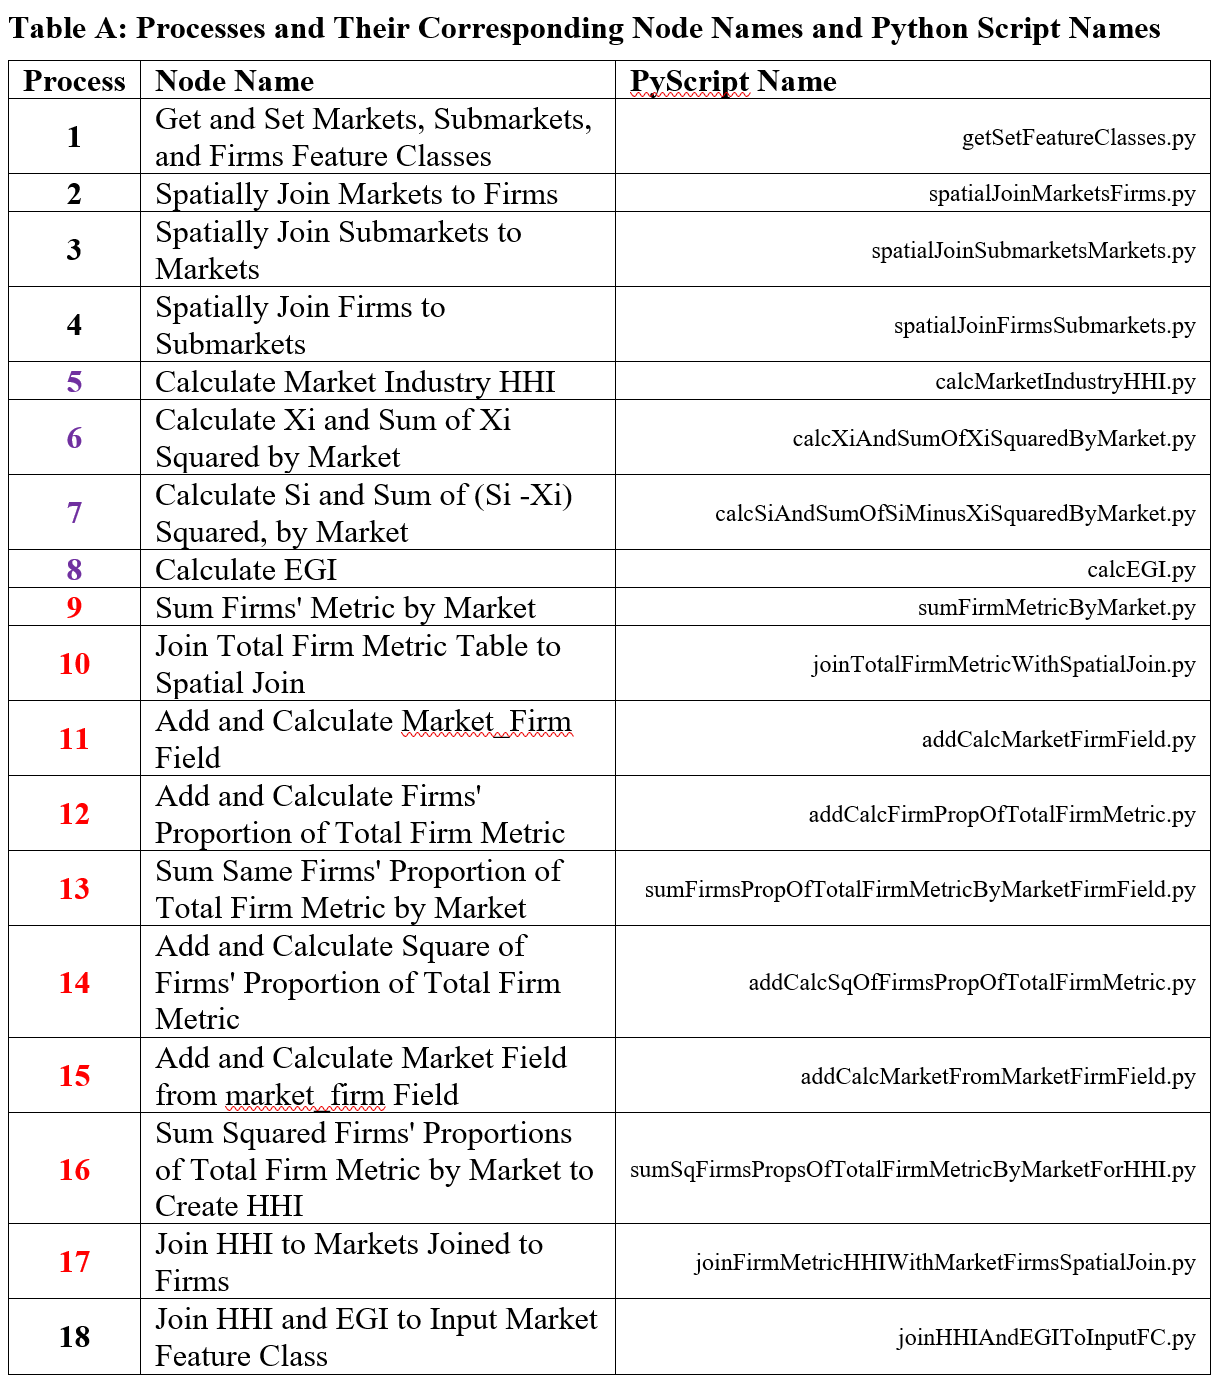 Table A: Processes and Their Corresponding Node Names and Python Script Names
Process Node Name PyScript Name
1 Get and Set Markets, Submarkets, getSetFeatureClasses.py
and Firms Feature Classes
2 Spatially Join Markets to Firms spatialJoinMarketsFirms.py
3 Spatially Join Submarkets to spatialJoinSubmarketsMarkets.py
Markets
4 Spatially Join Firms to spatialJoinFirmsSubmarkets.py
Submarkets
5 Calculate Market Industry HHI calcMarketIndustryHHI.py
6 Calculate Xi and Sum of Xi calcXiAndSumOfXiSquaredByMarket.py
Squared by Market
7 Calculate Si and Sum of (Si -Xi) calcSiAndSumOfSiMinusXiSquaredByMarket.py
Squared, by Market
8 Calculate EGI calcEGI.py
9 Sum Firms' Metric by Market sumFirmMetricByMarket.py
10 Join Total Firm Metric Table to joinTotalFirmMetricWithSpatialJoin.py
Spatial Join
11 Add and Calculate Market_Firm addCalcMarketFirmField.py
Field
12 Add and Calculate Firms' addCalcFirmPropOfTotalFirmMetric.py
Proportion of Total Firm Metric
13 Sum Same Firms' Proportion of sumFirmsPropOfTotalFirmMetricByMarketFirmField.py
Total Firm Metric by Market
14 Add and Calculate Square of addCalcSqOfFirmsPropOfTotalFirmMetric.py
Firms' Proportion of Total Firm
Metric
15 Add and Calculate Market Field addCalcMarketFromMarketFirmField.py
from market_firm Field
16 Sum Squared Firms' Proportions sumSqFirmsPropsOfTotalFirmMetricByMarketForHHI.py
of Total Firm Metric by Market to
Create HHI
17 Join HHI to Markets Joined to joinFirmMetricHHIWithMarketFirmsSpatialJoin.py
Firms
18 Join HHI and EGI to Input Market joinHHIAndEGIToInputFC.py
Feature Class